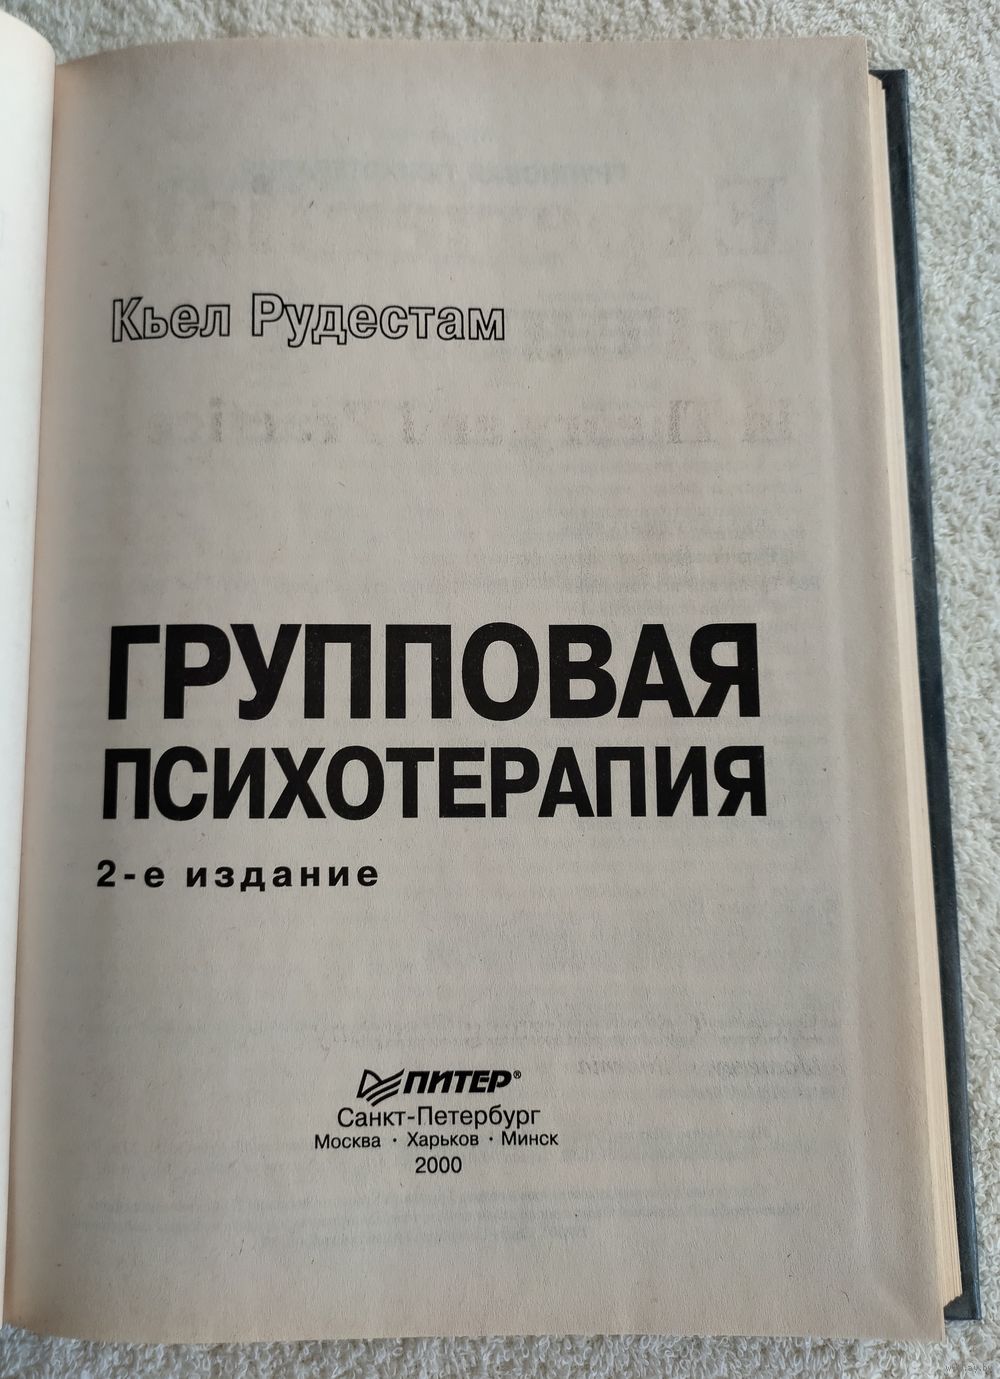 Кьел Рудестам
ГРУППОВАЯ
ПСИХОТЕРАПИЯ
2-е издание
ПИТЕР®
Санкт-Петербург
Москва · Харьков · Минск
2000